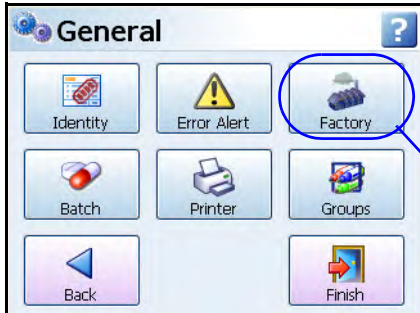 General ?
Identity Error Alert Factory
Batch Printer Groups
Back Finish